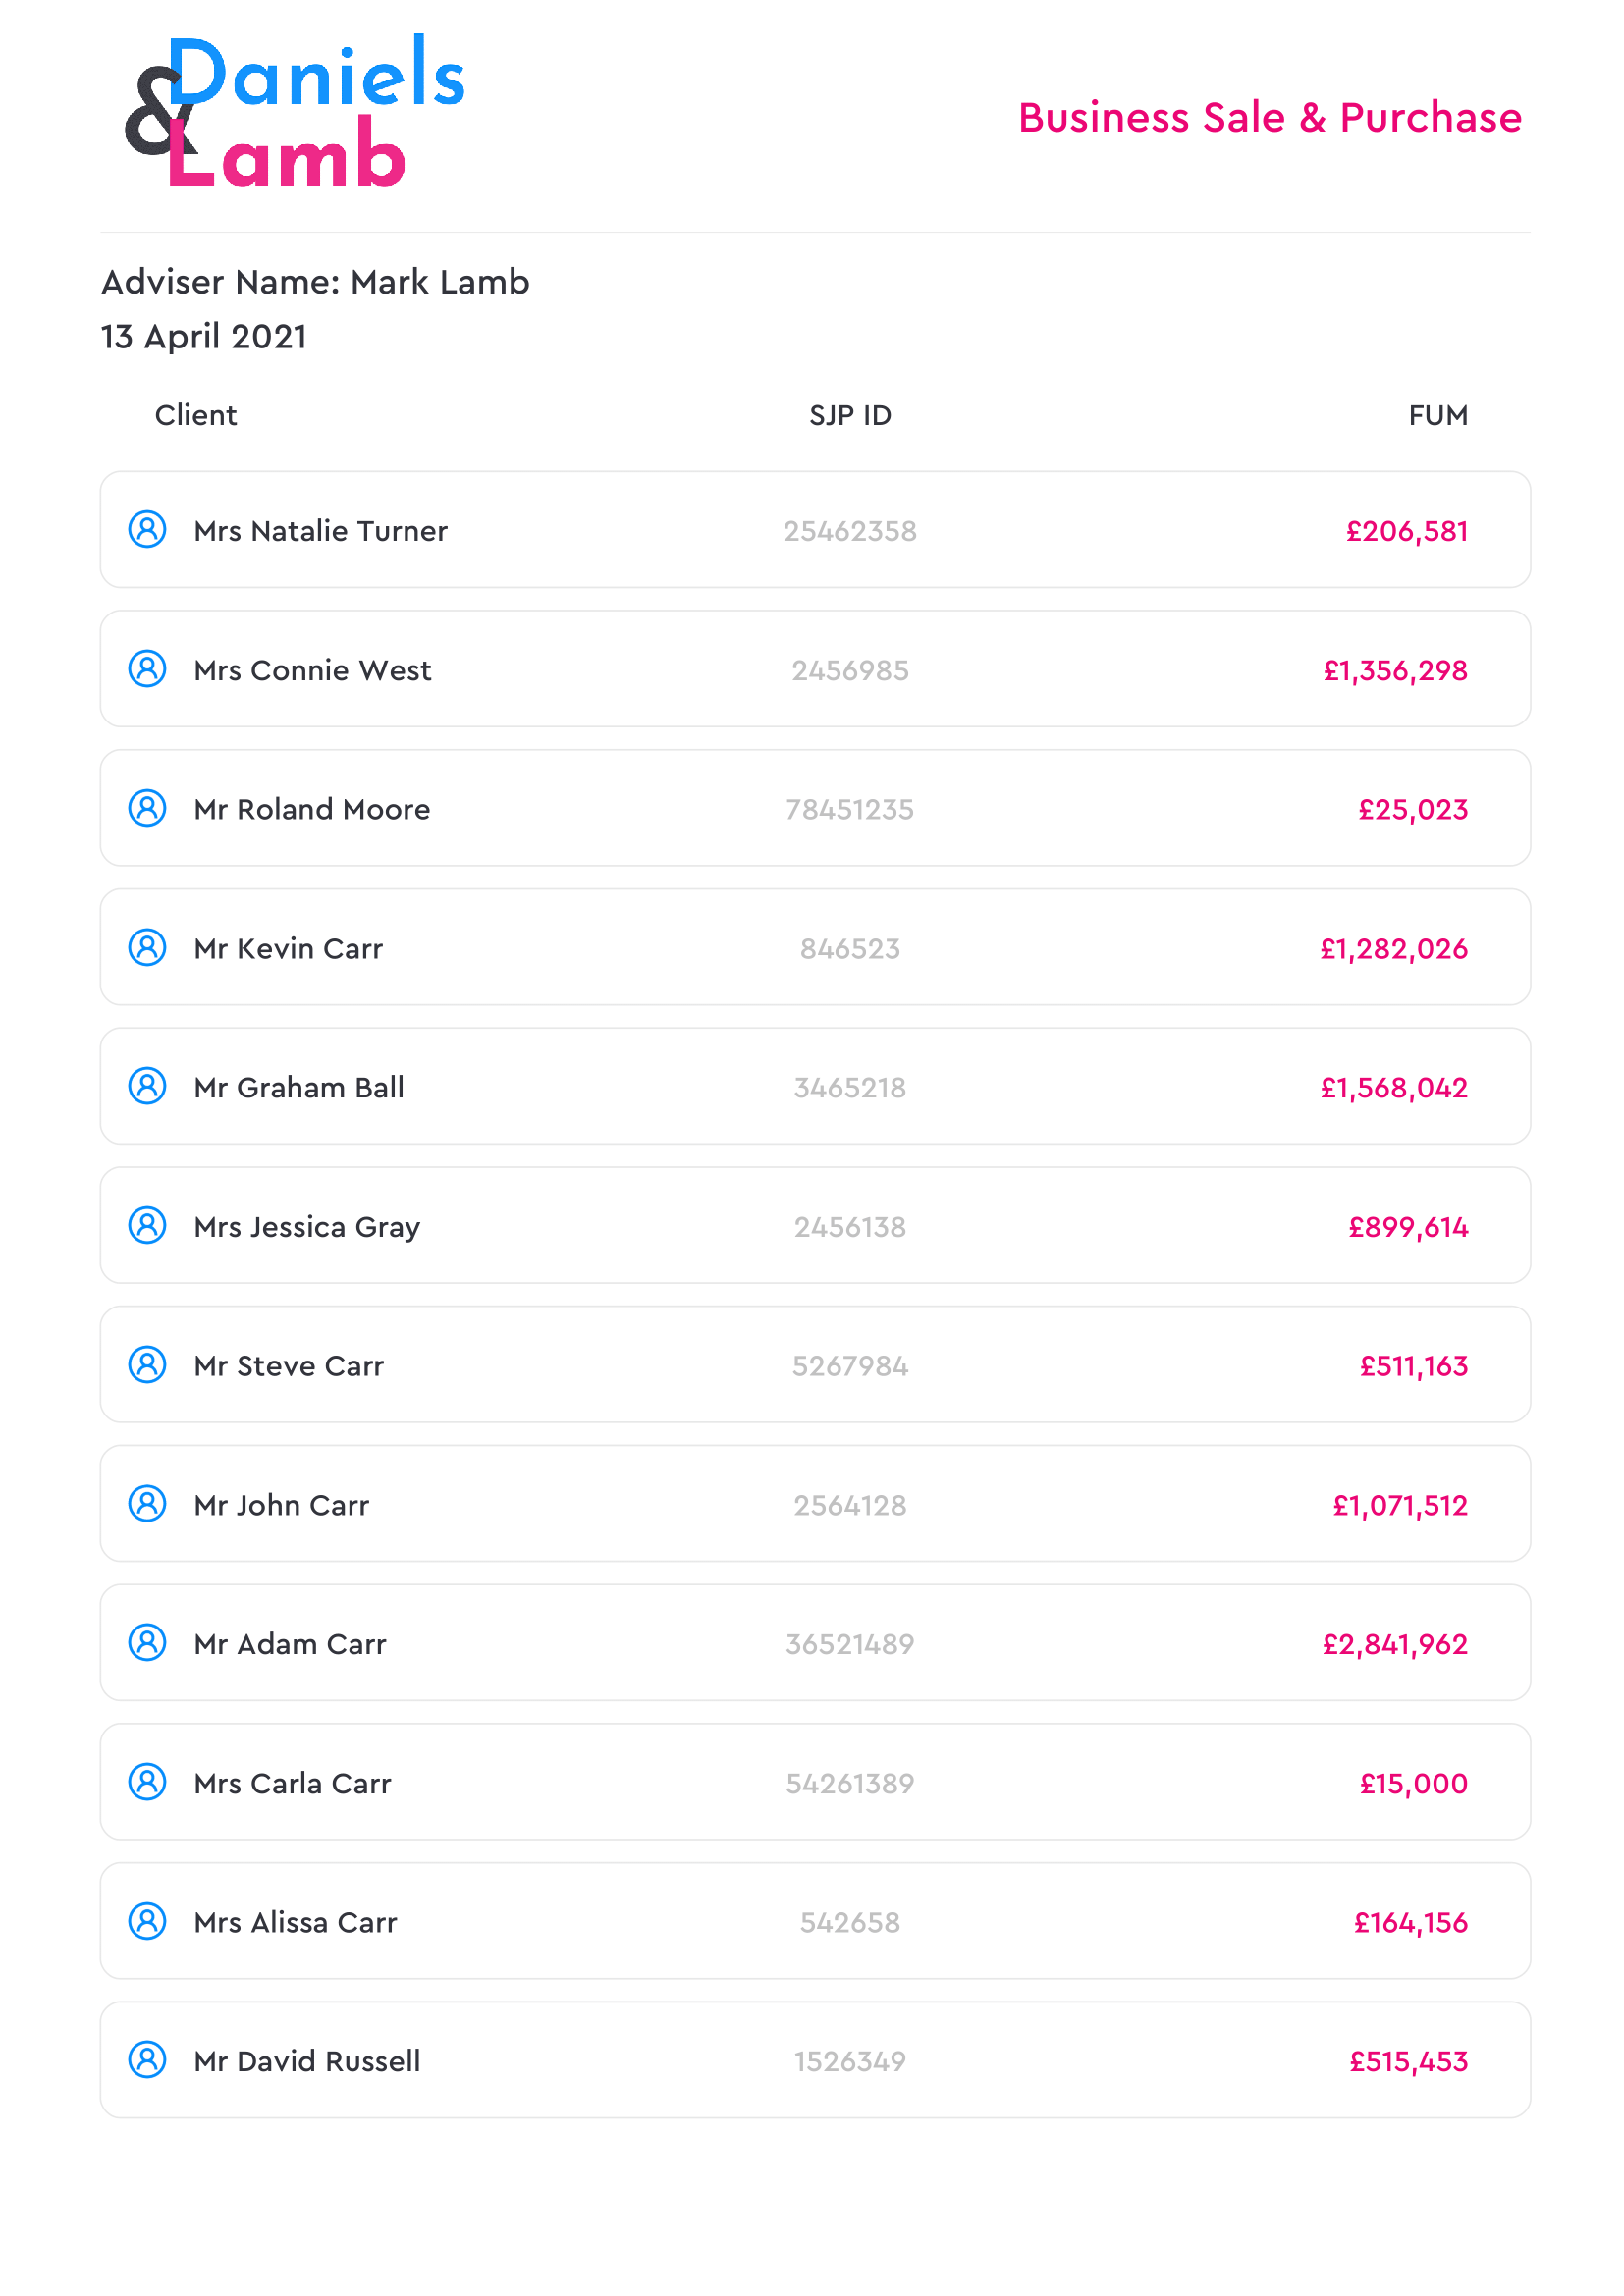 Daniels
& Lamb
Business Sale & Purchase
Adviser Name: Mark Lamb
13 April 2021
Client SJP ID FUM
Mrs Natalie Turner 25462358 £206,581
Mrs Connie West 2456985 £1,356,298
Mr Roland Moore 78451235 £25,023
Mr Kevin Carr 846523 £1,282,026
Mr Graham Ball 3465218 £1,568,042
Mrs Jessica Gray 2456138 £899,614
Mr Steve Carr 5267984 £511,163
Mr John Carr 2564128 £1,071,512
Mr Adam Carr 36521489 £2,841,962
Mrs Carla Carr 54261389 £15,000
Mrs Alissa Carr 542658 £164,156
Mr David Russell 1526349 £515,453